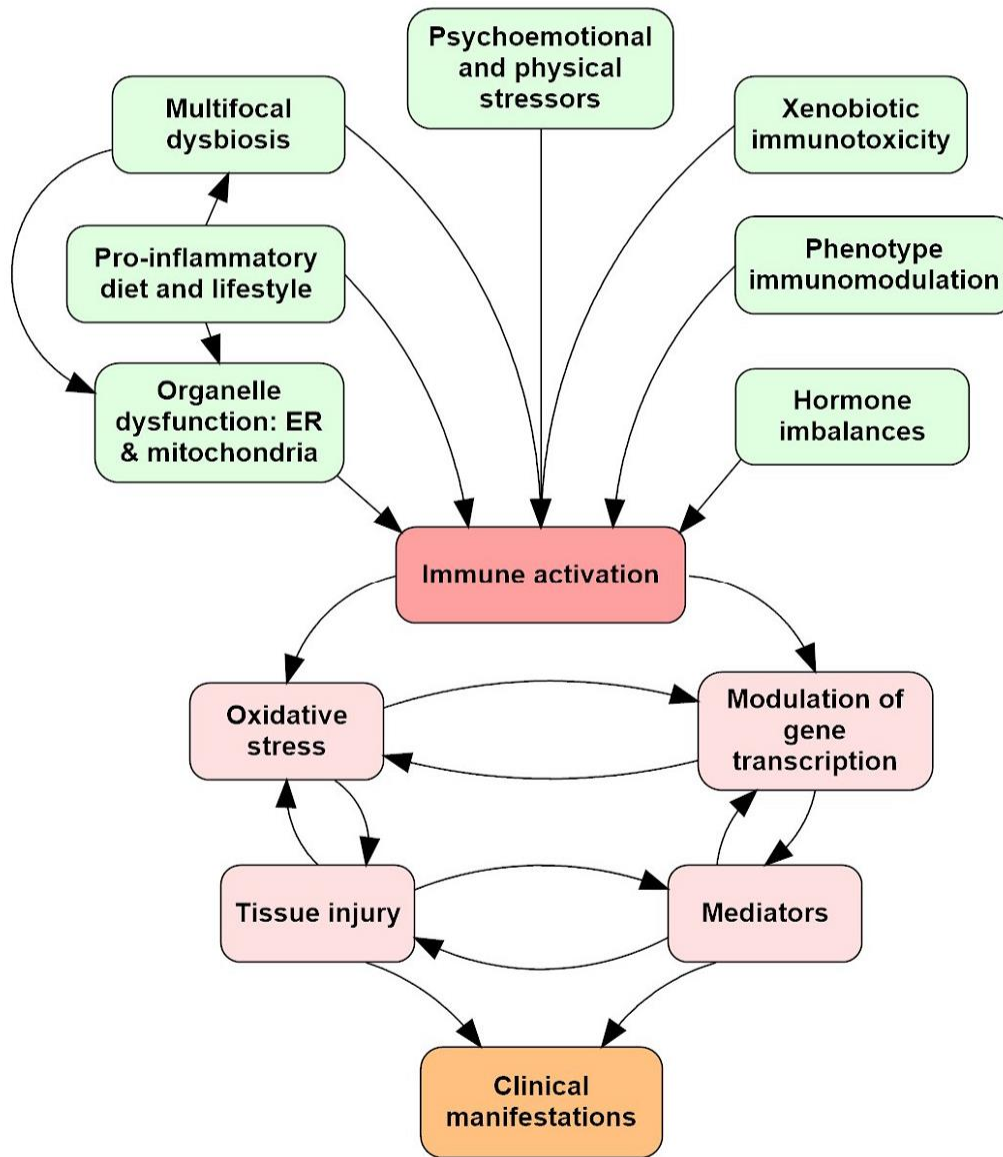 Psychoemotional
and physical
stressors
Multifocal
dysbiosis
Xenobiotic
immunotoxicity
Pro-inflammatory
diet and lifestyle
Phenotype
immunomodulation
Organelle
dysfunction: ER
& mitochondria
Hormone
imbalances
Immune activation
Oxidative
stress
Modulation of
gene
transcription
Tissue injury
Mediators
Clinical
manifestations